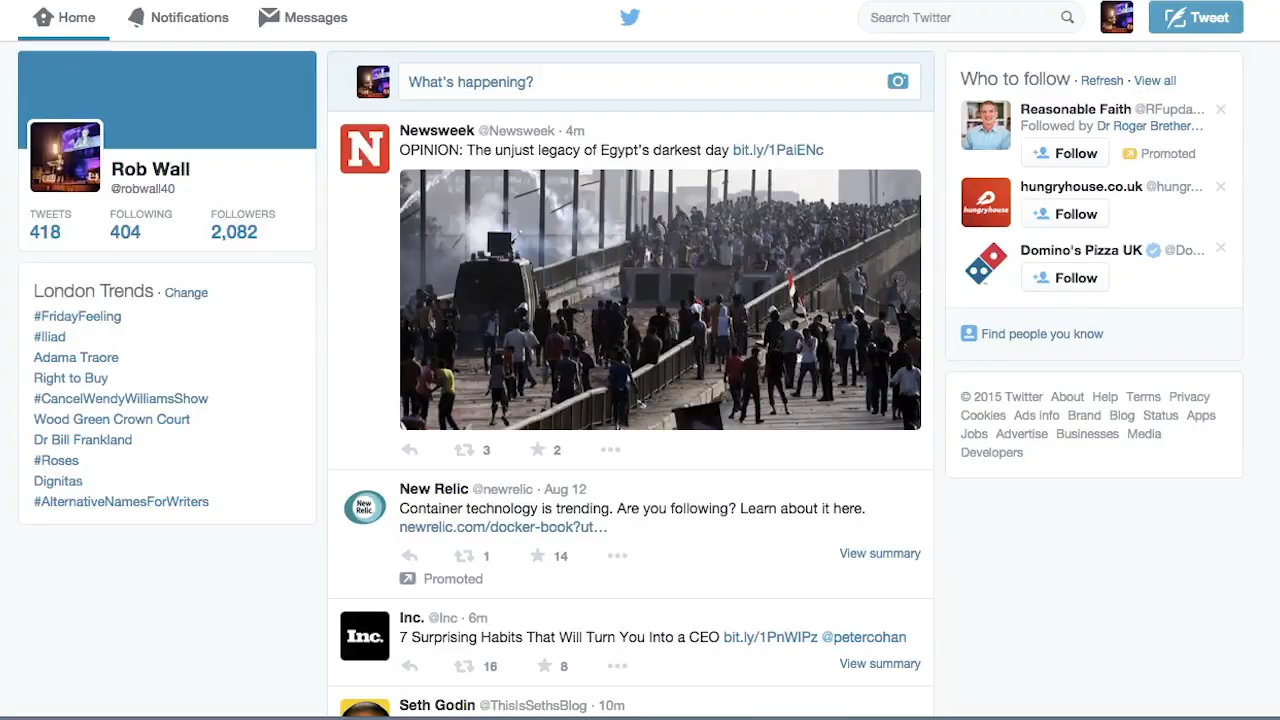 Home
Notifications
Messages
Search Twitter
Tweet
Rob Wall
@robwall40
TWEETS
418
FOLLOWING
404
FOLLOWERS
2,082
London Trends · Change
#FridayFeeling
#Iliad
Adama Traore
Right to Buy
#CancelWendyWilliamsShow
Wood Green Crown Court
Dr Bill Frankland
#Roses
Dignitas
#AlternativeNamesForWriters
What's happening?
N
Newsweek @Newsweek · 4m
OPINION: The unjust legacy of Egypt's darkest day bit.ly/1PaiENc
3
2
New Relic.
New Relic @newrelic · Aug 12
Container technology is trending. Are you following? Learn about it here.
newrelic.com/docker-book?ut…
1
14
View summary
Promoted
Inc.
Inc. @Inc · 6m
7 Surprising Habits That Will Turn You Into a CEO bit.ly/1PnWIPz @petercohan
16
8
View summary
Seth Godin @ThisIsSethsBlog · 10m
Who to follow · Refresh · View all
Reasonable Faith @RFupda...
Followed by Dr Roger Brether...
Follow
Promoted
hungryhouse
hungryhouse.co.uk @hungr...
Follow
Domino's Pizza UK @Do...
Follow
Find people you know
© 2015 Twitter About Help Terms Privacy
Cookies Ads info Brand Blog Status Apps
Jobs Advertise Businesses Media
Developers